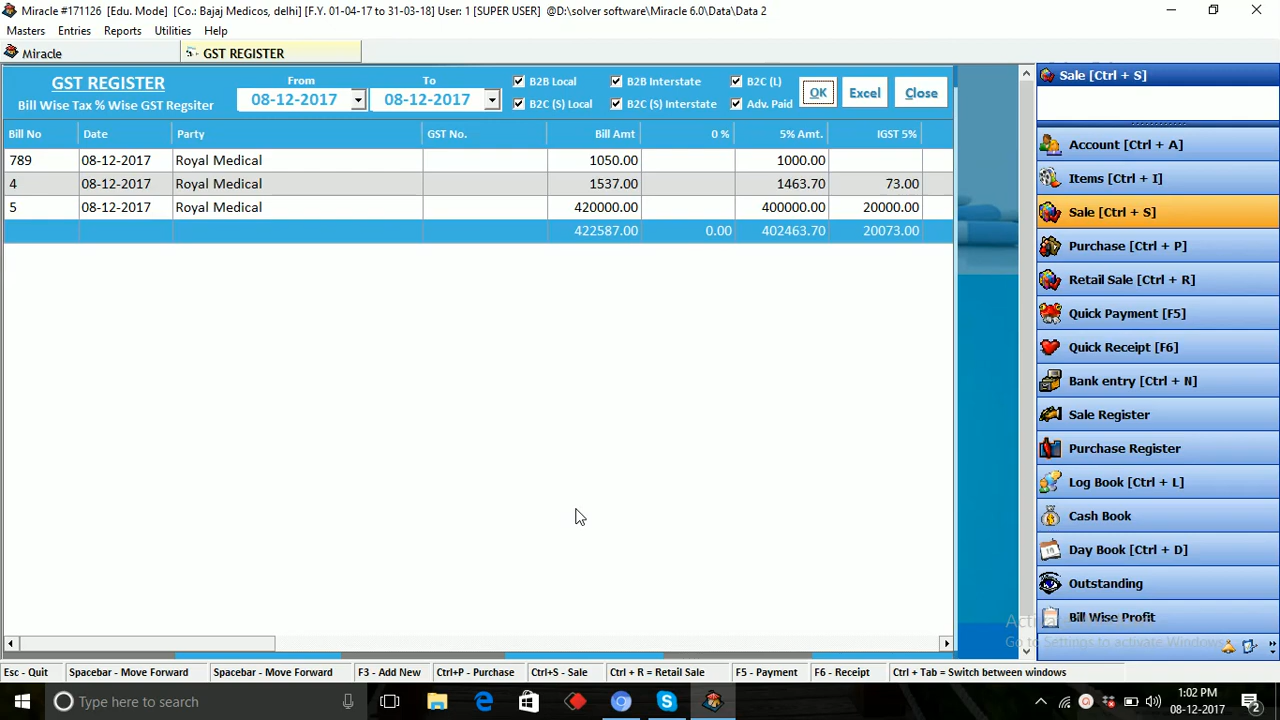 Miracle #171126 [Edu. Mode] [Co.: Bajaj Medicos, delhi] [F.Y. 01-04-17 to 31-03-18] User: 1 [SUPER USER] @D:\solver software\Miracle 6.0\Data\Data 2
Masters Entries Reports Utilities Help
Miracle GST REGISTER
GST REGISTER
Bill Wise Tax % Wise GST Regsiter
From To
08-12-2017 08-12-2017
B2B Local B2B Interstate B2C (L)
B2C (S) Local B2C (S) Interstate Adv. Paid
OK Excel Close
Bill No Date Party GST No. Bill Amt 0 % 5% Amt. IGST 5%
789 08-12-2017 Royal Medical 1050.00 1000.00
4 08-12-2017 Royal Medical 1537.00 1463.70 73.00
5 08-12-2017 Royal Medical 420000.00 400000.00 20000.00
422587.00 0.00 402463.70 20073.00
Sale [Ctrl + S]
Account [Ctrl + A]
Items [Ctrl + I]
Sale [Ctrl + S]
Purchase [Ctrl + P]
Retail Sale [Ctrl + R]
Quick Payment [F5]
Quick Receipt [F6]
Bank entry [Ctrl + N]
Sale Register
Purchase Register
Log Book [Ctrl + L]
Cash Book
Day Book [Ctrl + D]
Outstanding
Bill Wise Profit
Go to Settings to activate Windows.
Esc - Quit Spacebar - Move Forward Spacebar - Move Forward F3 - Add New Ctrl+P - Purchase Ctrl+S - Sale Ctrl + R = Retail Sale F5 - Payment F6 - Receipt Ctrl + Tab = Switch between windows
Type here to search
1:02 PM
08-12-2017
2